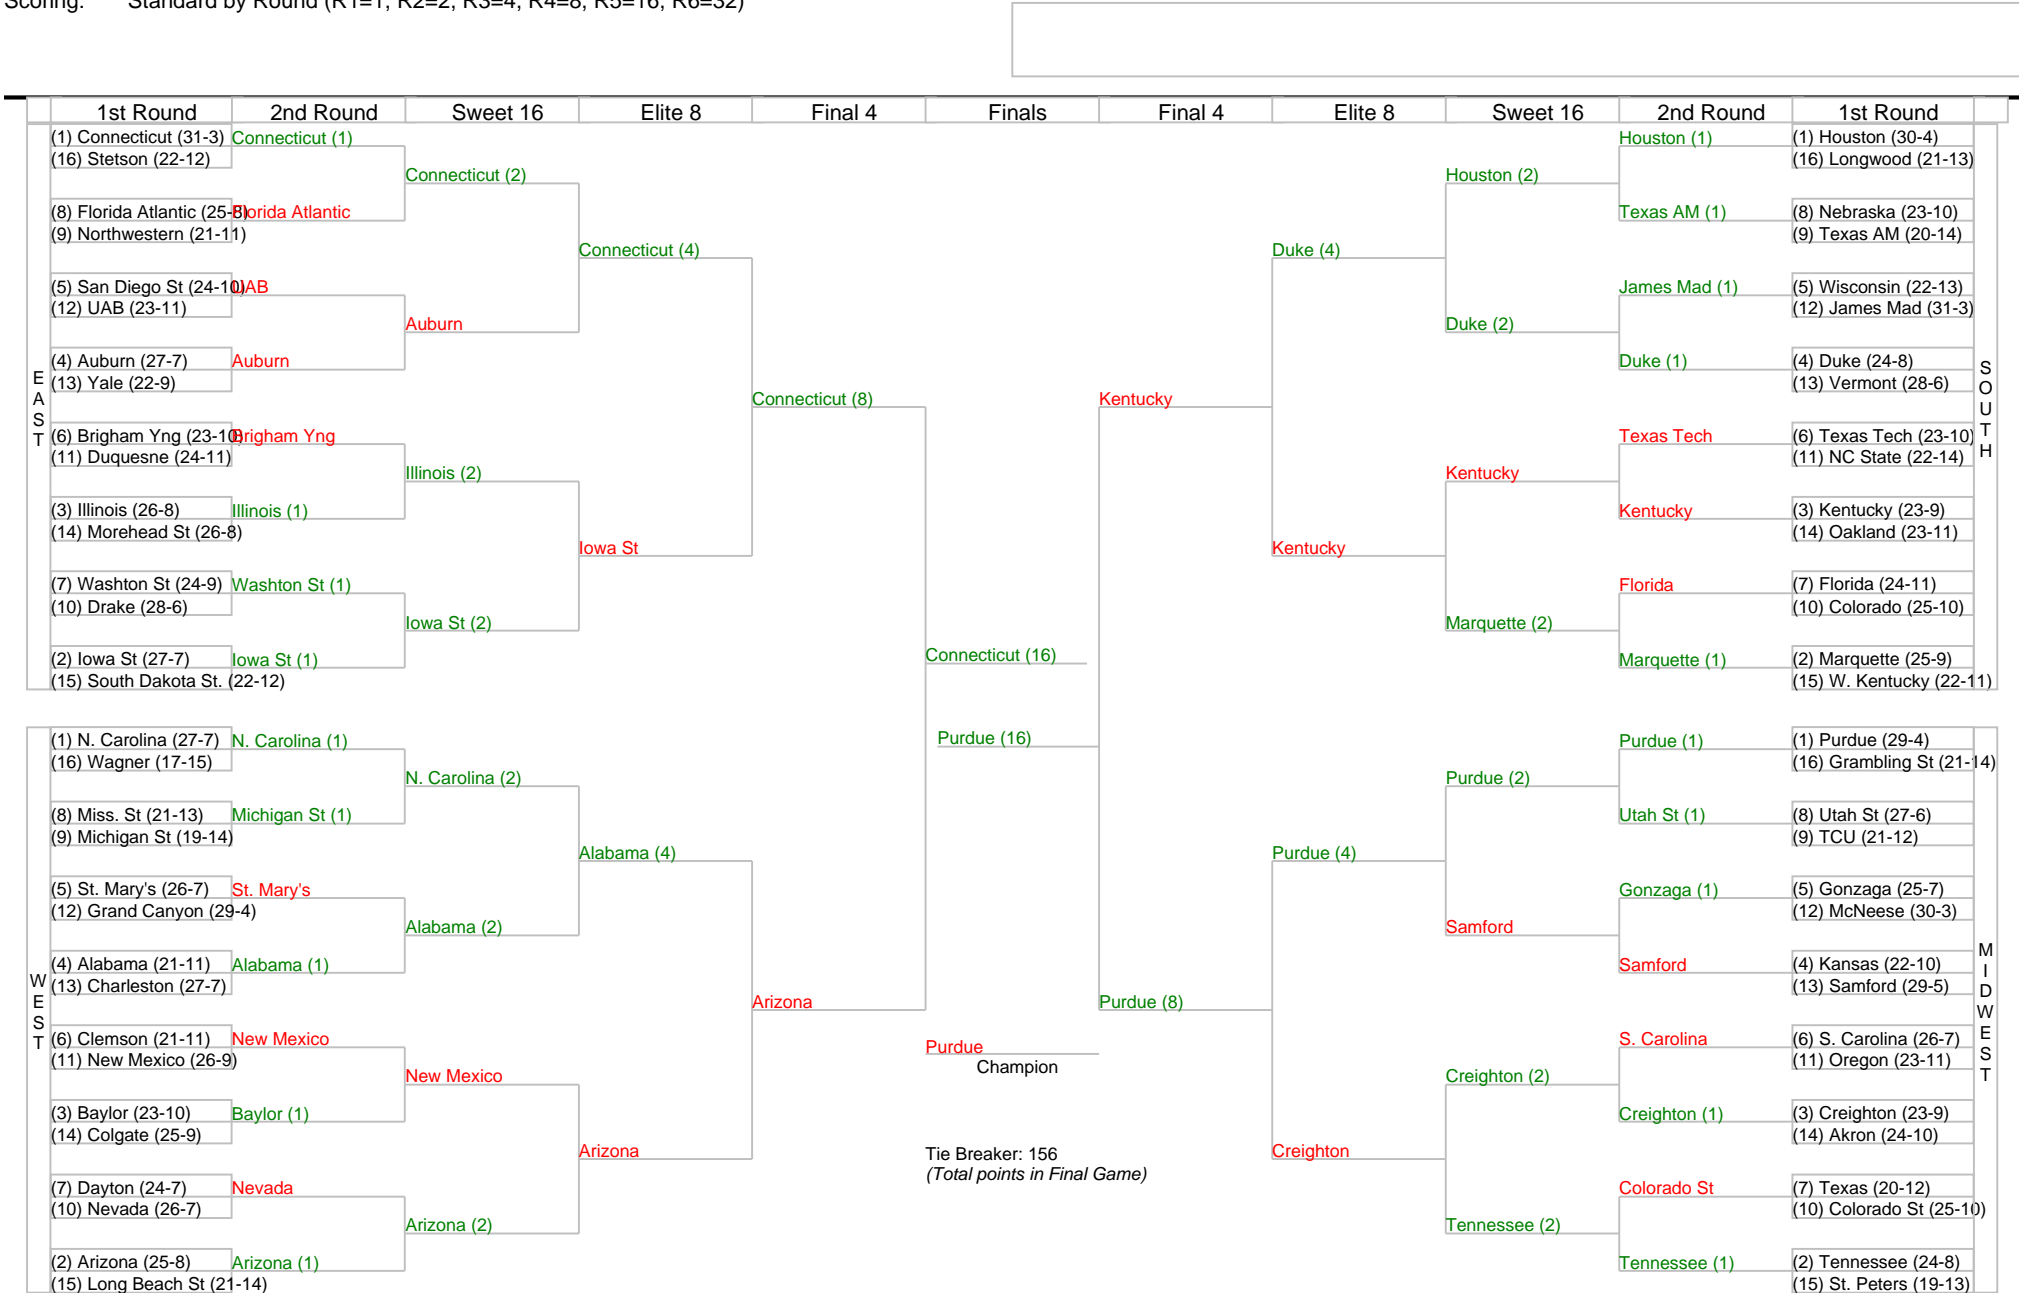 Scoring: Standard by Round (R1=1, R2=2, R3=4, R4=8, R5=16, R6=32)
1st Round 2nd Round Sweet 16 Elite 8 Final 4 Finals Final 4 Elite 8 Sweet 16 2nd Round 1st Round
EAST
(1) Connecticut (31-3) Connecticut (1)
(16) Stetson (22-12)
Connecticut (2)
(8) Florida Atlantic (25-8) Florida Atlantic
(9) Northwestern (21-11)
Connecticut (4)
(5) San Diego St (24-10) UAB
(12) UAB (23-11)
Auburn
(4) Auburn (27-7) Auburn
(13) Yale (22-9)
Connecticut (8)
(6) Brigham Yng (23-10) Brigham Yng
(11) Duquesne (24-11)
Illinois (2)
(3) Illinois (26-8) Illinois (1)
(14) Morehead St (26-8)
Iowa St
(7) Washton St (24-9) Washton St (1)
(10) Drake (28-6)
Iowa St (2)
(2) Iowa St (27-7) Iowa St (1)
(15) South Dakota St. (22-12)
WEST
(1) N. Carolina (27-7) N. Carolina (1)
(16) Wagner (17-15)
N. Carolina (2)
(8) Miss. St (21-13) Michigan St (1)
(9) Michigan St (19-14)
Alabama (4)
(5) St. Mary's (26-7) St. Mary's
(12) Grand Canyon (29-4)
Alabama (2)
(4) Alabama (21-11) Alabama (1)
(13) Charleston (27-7)
Arizona
(6) Clemson (21-11) New Mexico
(11) New Mexico (26-9)
New Mexico
(3) Baylor (23-10) Baylor (1)
(14) Colgate (25-9)
Arizona
(7) Dayton (24-7) Nevada
(10) Nevada (26-7)
Arizona (2)
(2) Arizona (25-8) Arizona (1)
(15) Long Beach St (21-14)
Connecticut (16)
Purdue (16)
Purdue
Champion
Tie Breaker: 156
(Total points in Final Game)
SOUTH
Houston (1) (1) Houston (30-4)
(16) Longwood (21-13)
Houston (2)
Texas AM (1) (8) Nebraska (23-10)
(9) Texas AM (20-14)
Duke (4)
James Mad (1) (5) Wisconsin (22-13)
(12) James Mad (31-3)
Duke (2)
Duke (1) (4) Duke (24-8)
(13) Vermont (28-6)
Kentucky
Texas Tech (6) Texas Tech (23-10)
(11) NC State (22-14)
Kentucky
Kentucky (3) Kentucky (23-9)
(14) Oakland (23-11)
Kentucky
Florida (7) Florida (24-11)
(10) Colorado (25-10)
Marquette (2)
Marquette (1) (2) Marquette (25-9)
(15) W. Kentucky (22-11)
MIDWEST
Purdue (1) (1) Purdue (29-4)
(16) Grambling St (21-14)
Purdue (2)
Utah St (1) (8) Utah St (27-6)
(9) TCU (21-12)
Purdue (4)
Gonzaga (1) (5) Gonzaga (25-7)
(12) McNeese (30-3)
Samford
Samford (4) Kansas (22-10)
(13) Samford (29-5)
Purdue (8)
S. Carolina (6) S. Carolina (26-7)
(11) Oregon (23-11)
Creighton (2)
Creighton (1) (3) Creighton (23-9)
(14) Akron (24-10)
Creighton
Colorado St (7) Texas (20-12)
(10) Colorado St (25-10)
Tennessee (2)
Tennessee (1) (2) Tennessee (24-8)
(15) St. Peters (19-13)